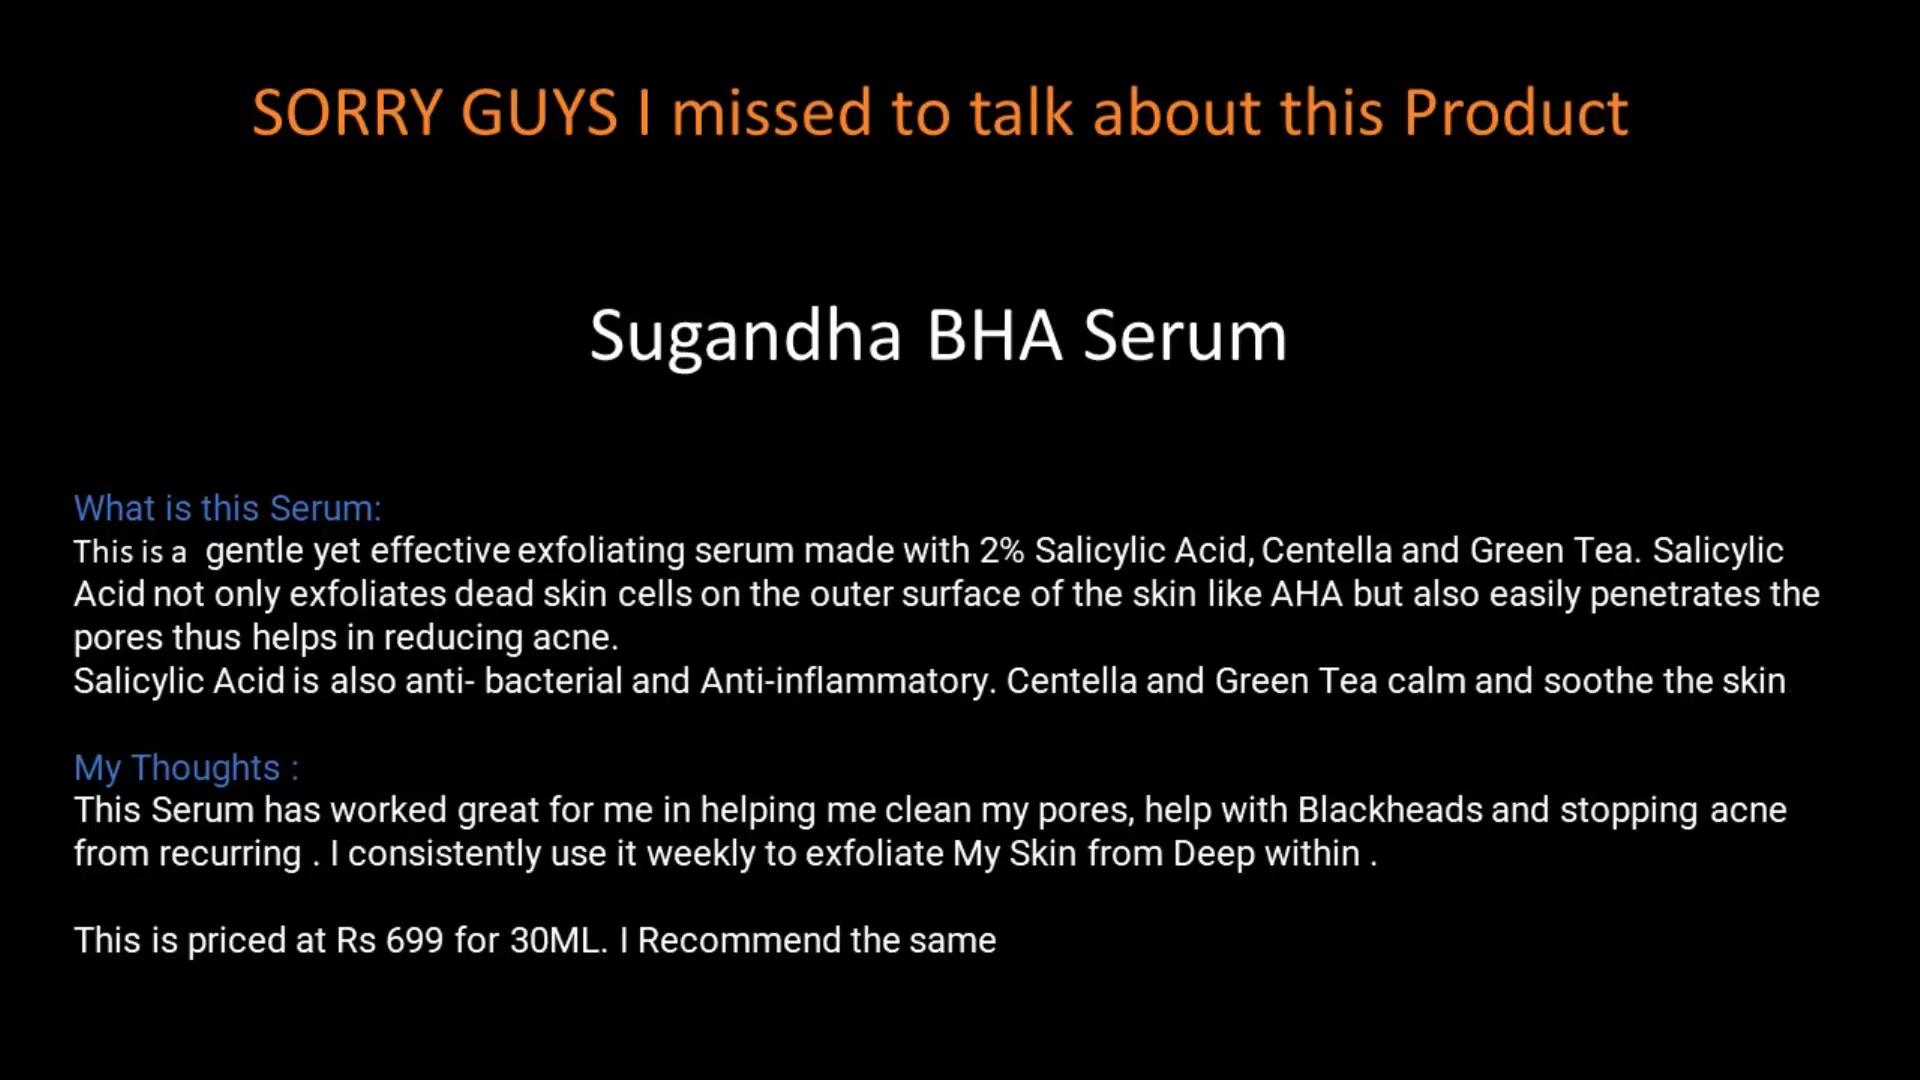 SORRY GUYS I missed to talk about this Product
Sugandha BHA Serum
What is this Serum:
This is a gentle yet effective exfoliating serum made with 2% Salicylic Acid, Centella and Green Tea. Salicylic
Acid not only exfoliates dead skin cells on the outer surface of the skin like AHA but also easily penetrates the
pores thus helps in reducing acne.
Salicylic Acid is also anti- bacterial and Anti-inflammatory. Centella and Green Tea calm and soothe the skin
My Thoughts :
This Serum has worked great for me in helping me clean my pores, help with Blackheads and stopping acne
from recurring . I consistently use it weekly to exfoliate My Skin from Deep within .
This is priced at Rs 699 for 30ML. I Recommend the same